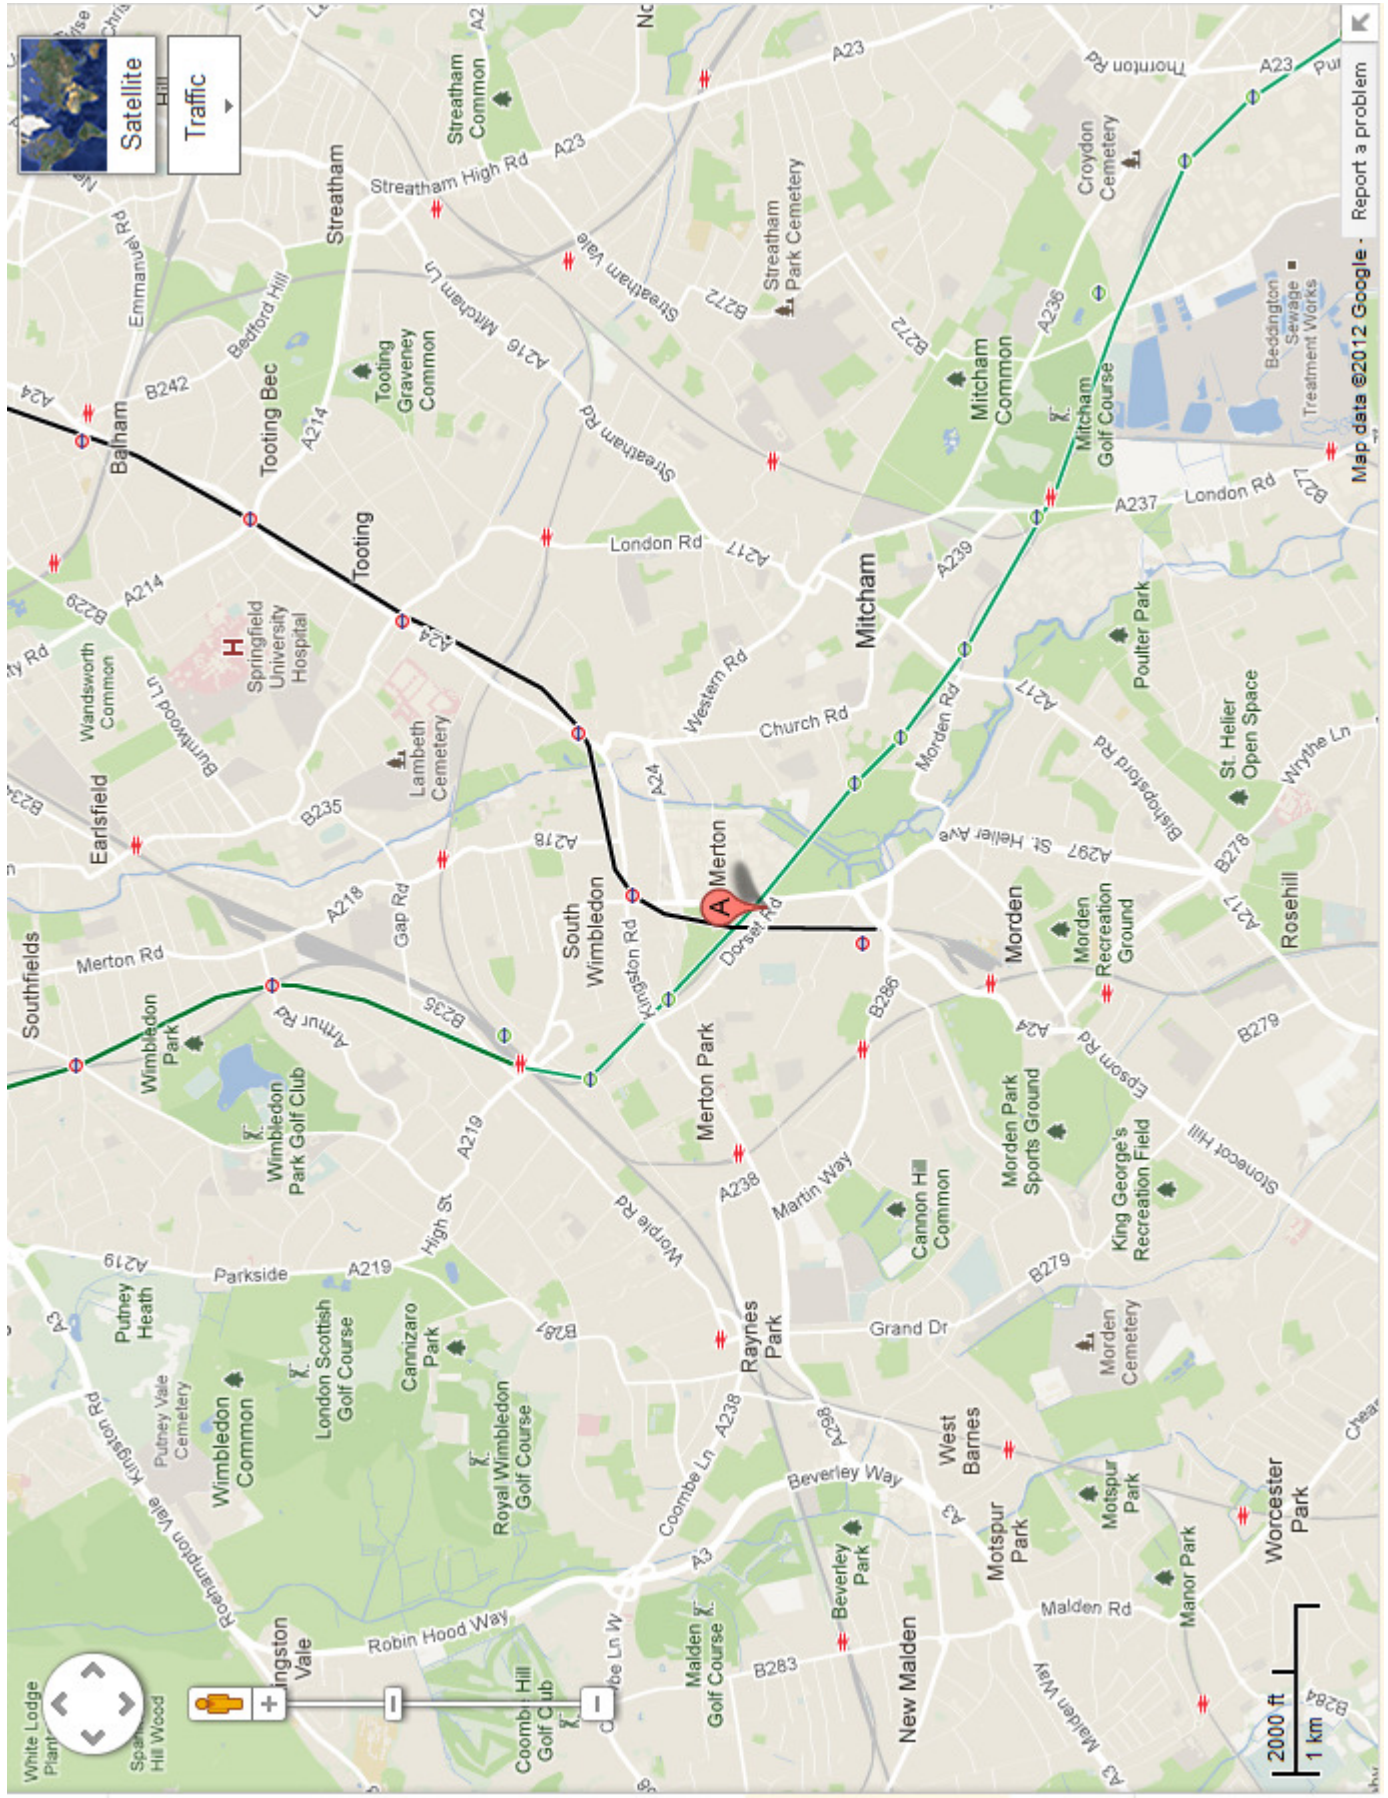 White Lodge
Hill Wood
Kingston Rd
Roehampton Vale
A3
Putney
Heath
Putney Vale
Cemetery
A219
Parkside
A219
Wimbledon
Common
London Scottish
Golf Course
Cannizaro
Park
Royal Wimbledon
Golf Course
Robin Hood Way
Vale
Coombe Hill
Golf Club
High St
A219
B287
Southfields
Merton Rd
Wimbledon
Park
Wimbledon
Park Golf Club
Arthur Rd
B235
Gap Rd
A218
Earlsfield
B235
Burntwood Ln
Wandsworth
Common
B229
A214
H
Springfield
University
Hospital
Lambeth
Cemetery
A218
A24
Tooting
Tooting Bec
A214
Balham
A24
B242
Bedford Hill
Emmanuel Rd
Satellite
Traffic
Hill
Streatham
Streatham High Rd
A23
Streatham
Common
A23
Tooting
Graveney
Common
Mitcham Ln
A216
Streatham Rd
Streatham Vale
B272
Streatham
Park Cemetery
B272
London Rd
A217
Western Rd
Church Rd
A24
South
Wimbledon
Kingston Rd
Merton
A
Dorset Rd
Merton Park
Worple Rd
A238
Martin Way
Raynes
Park
A238
Coombe Ln
A298
Beverley Way
A3
Malden
Golf Course
B283
Beverley
Park
New Malden
A3
Motspur
Park
West
Barnes
Grand Dr
Cannon Hill
Common
B286
Morden
Morden Park
Sports Ground
Morden
Recreation
Ground
A24
Epsom Rd
Stonecot Hill
King George's
Recreation Field
B279
B279
Morden
Cemetery
Motspur
Park
Manor Park
Malden Rd
Malden Way
A3
Worcester
Park
B284
Mitcham
A239
Morden Rd
A217
Bishopsford Rd
St. Helier Ave
A297
B278
A217
Rosehill
St. Helier
Open Space
Wrythe Ln
Poulter Park
Mitcham
Common
Mitcham
Golf Course
A236
A237
London Rd
B277
Croydon
Cemetery
Thornton
Rd
A23
Beddington
Sewage
Treatment Works
2000 ft
1 km
Map data ©2012 Google -
Report a problem